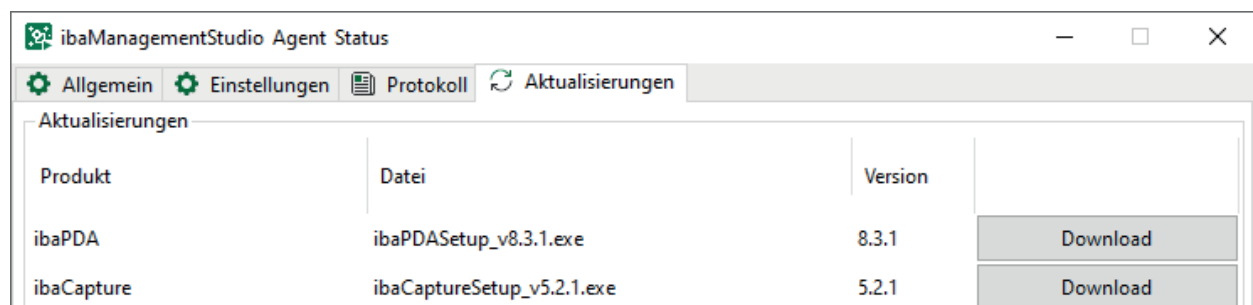 ibaManagementStudio Agent Status
Allgemein Einstellungen Protokoll Aktualisierungen
Aktualisierungen
Produkt Datei Version
ibaPDA ibaPDASetup_v8.3.1.exe 8.3.1 Download
ibaCapture ibaCaptureSetup_v5.2.1.exe 5.2.1 Download